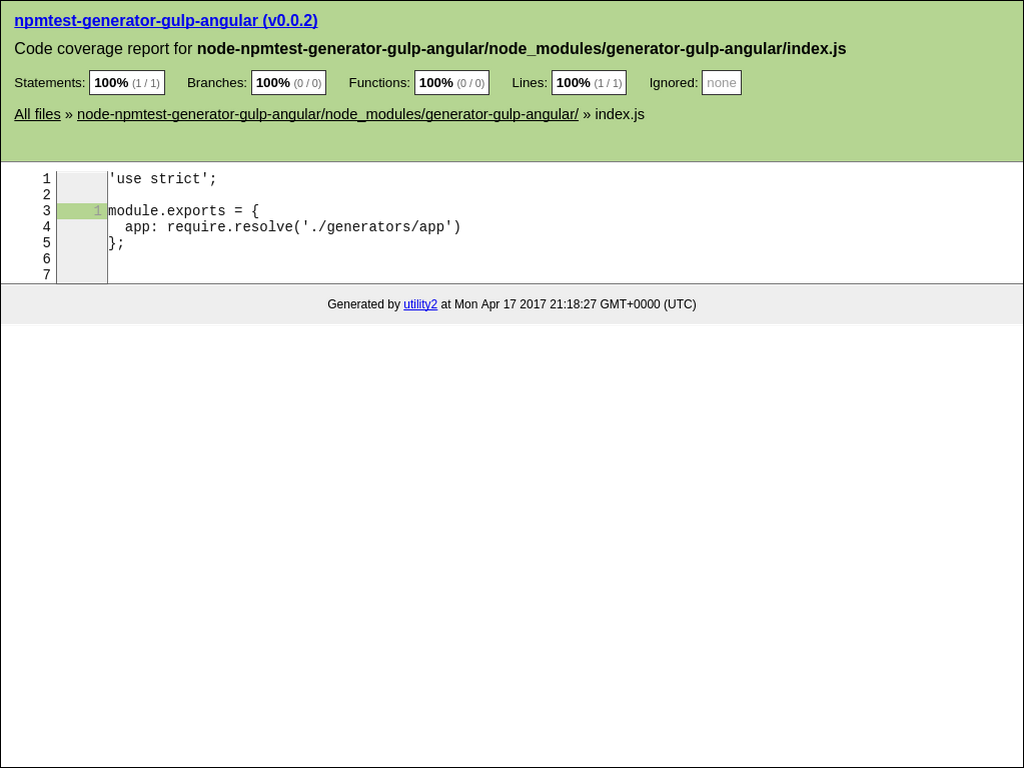 npmtest-generator-gulp-angular (v0.0.2)
Code coverage report for node-npmtest-generator-gulp-angular/node_modules/generator-gulp-angular/index.js
Statements: 100% (1 / 1) Branches: 100% (0 / 0) Functions: 100% (0 / 0) Lines: 100% (1 / 1) Ignored: none
All files » node-npmtest-generator-gulp-angular/node_modules/generator-gulp-angular/ » index.js
1 'use strict';
2
3 1 module.exports = {
4   app: require.resolve('./generators/app')
5 };
6
7
Generated by utility2 at Mon Apr 17 2017 21:18:27 GMT+0000 (UTC)